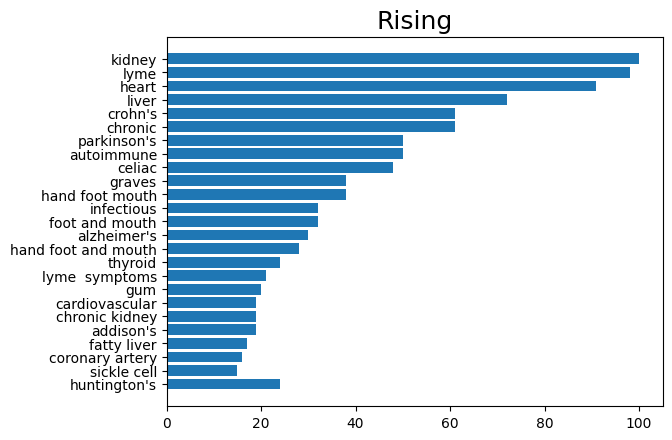 Rising
kidney
lyme
heart
liver
crohn's
chronic
parkinson's
autoimmune
celiac
graves
hand foot mouth
infectious
foot and mouth
alzheimer's
hand foot and mouth
thyroid
lyme  symptoms
gum
cardiovascular
chronic kidney
addison's
fatty liver
coronary artery
sickle cell
huntington's
0 20 40 60 80 100